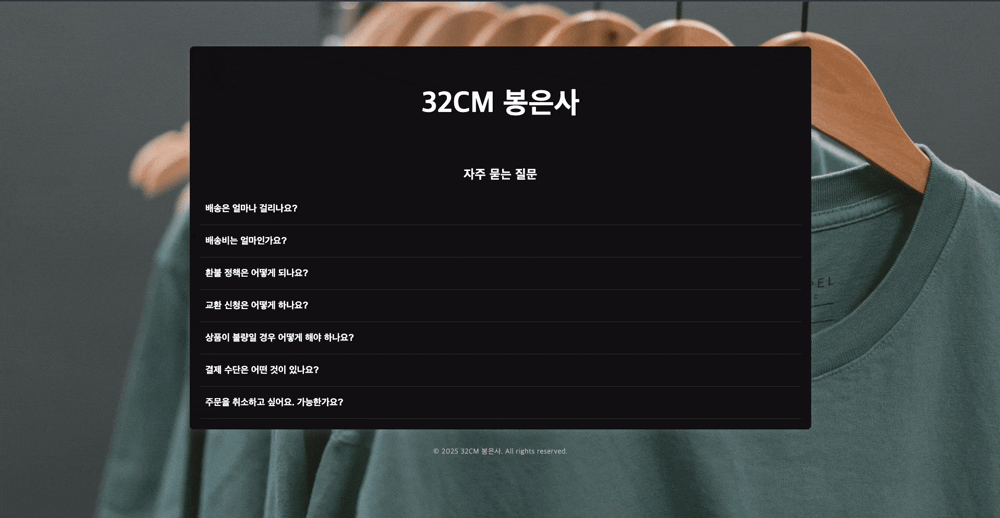 32CM 봉은사
자주 묻는 질문
배송은 얼마나 걸리나요?
배송비는 얼마인가요?
환불 정책은 어떻게 되나요?
교환 신청은 어떻게 하나요?
상품이 불량일 경우 어떻게 해야 하나요?
결제 수단은 어떤 것이 있나요?
주문을 취소하고 싶어요. 가능한가요?
© 2025 32CM 봉은사. All rights reserved.